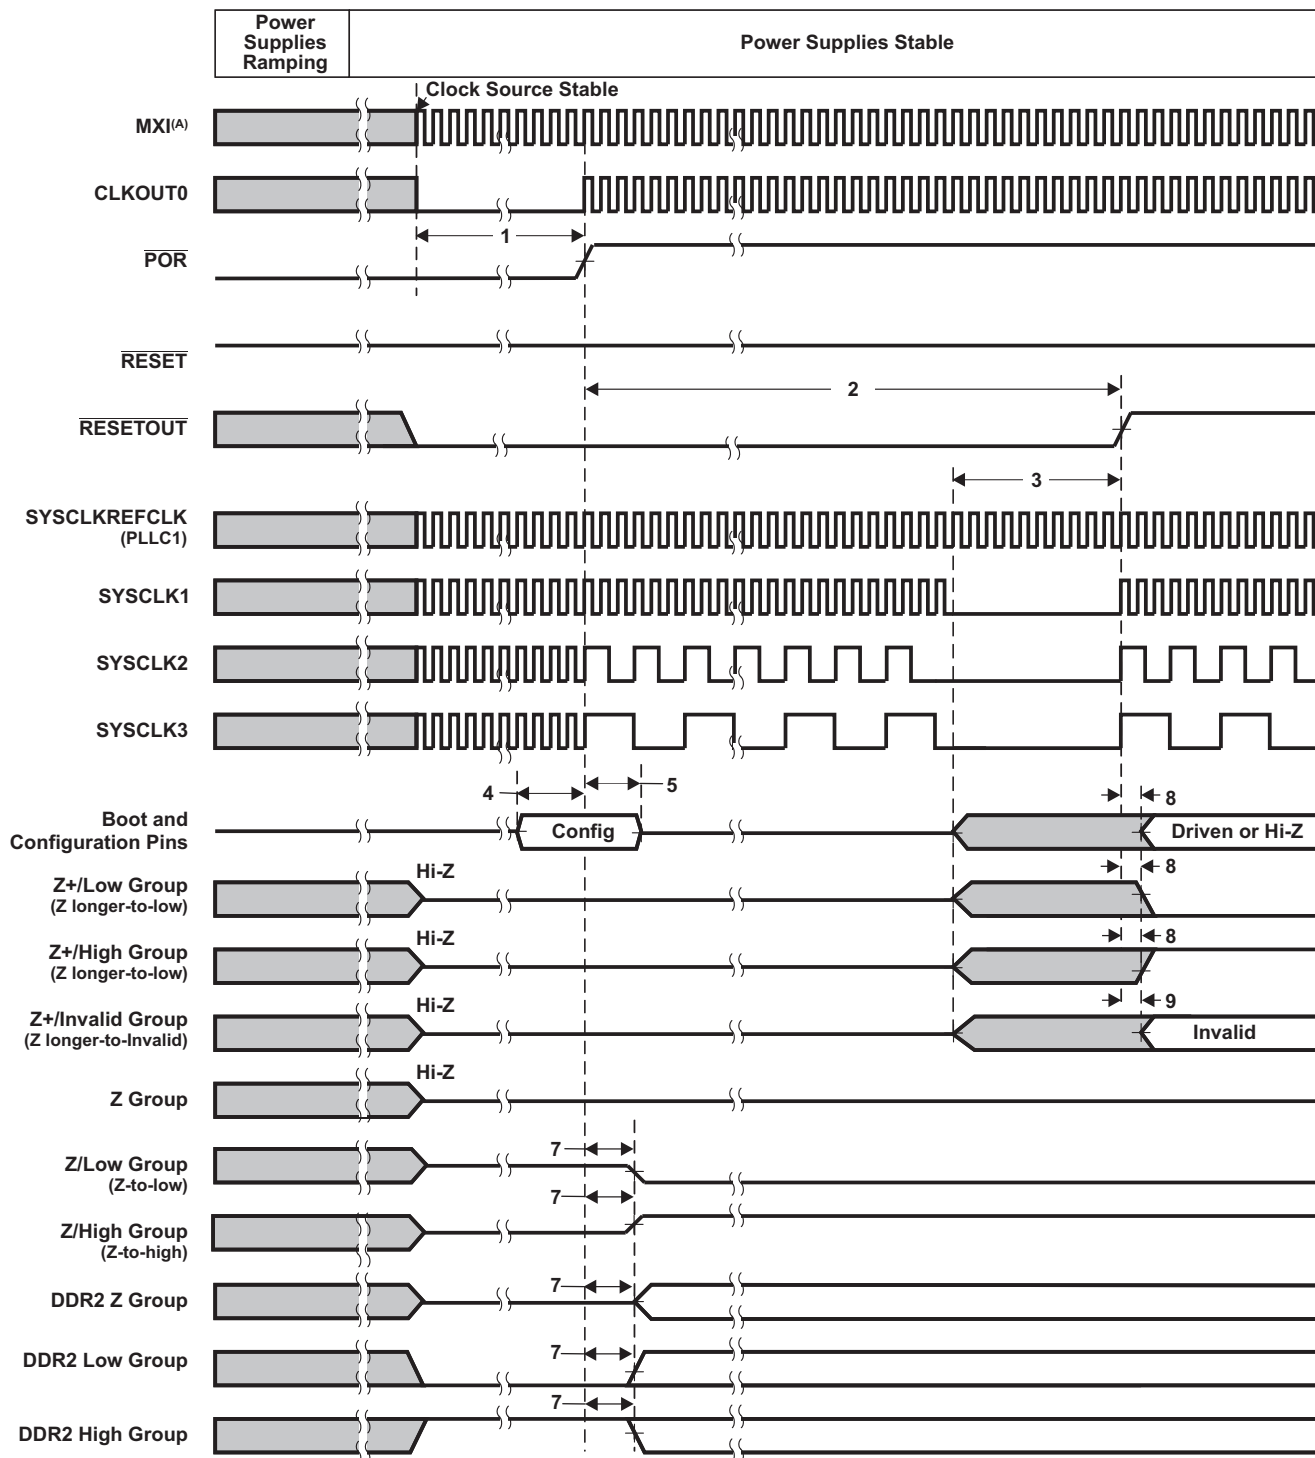 Power
Supplies
Ramping
Power Supplies Stable
Clock Source Stable
MXI(A)
CLKOUT0
1
POR
RESET
2
RESETOUT
3
SYSCLKREFCLK
(PLLC1)
SYSCLK1
SYSCLK2
SYSCLK3
4
5
8
Boot and
Configuration Pins
Config
Driven or Hi-Z
8
Hi-Z
Z+/Low Group
(Z longer-to-low)
8
Hi-Z
Z+/High Group
(Z longer-to-low)
9
Hi-Z
Z+/Invalid Group
(Z longer-to-Invalid)
Invalid
Hi-Z
Z Group
7
Z/Low Group
(Z-to-low)
7
Z/High Group
(Z-to-high)
7
DDR2 Z Group
7
DDR2 Low Group
7
DDR2 High Group